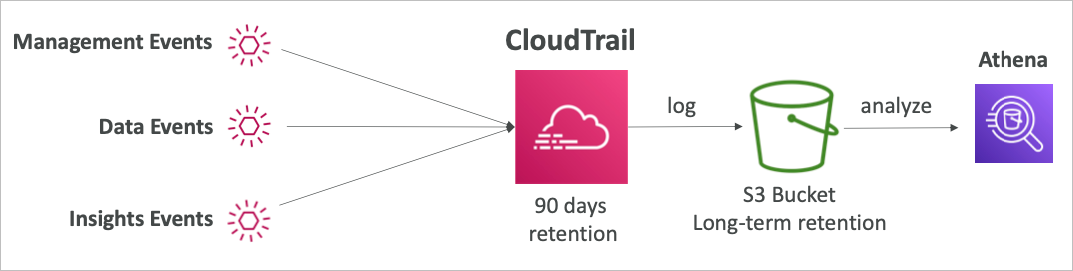 Management Events
Data Events
Insights Events
CloudTrail
90 days
retention
log
S3 Bucket
Long-term retention
analyze
Athena